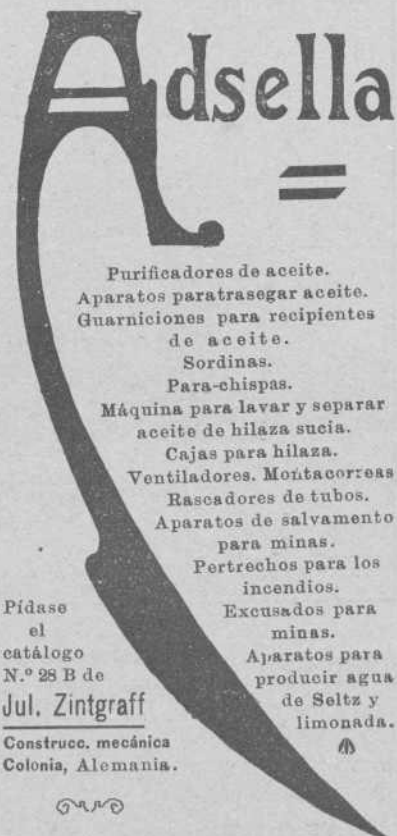 Adsella
=
Purificadores de aceite.
Aparatos paratrasegar aceite.
Guarniciones para recipientes
de aceite.
Sordinas.
Para-chispas.
Máquina para lavar y separar
aceite de hilaza sucia.
Cajas para hilaza.
Ventiladores. Montacorreas
Rascadores de tubos.
Aparatos de salvamento
para minas.
Pertrechos para los
incendios.
Excusados para
minas.
Aparatos para
producir agua
de Seltz y
limonada.
Pídase
el
catálogo
N.º 28 B de
Jul. Zintgraff
Construcc. mecánica
Colonia, Alemania.